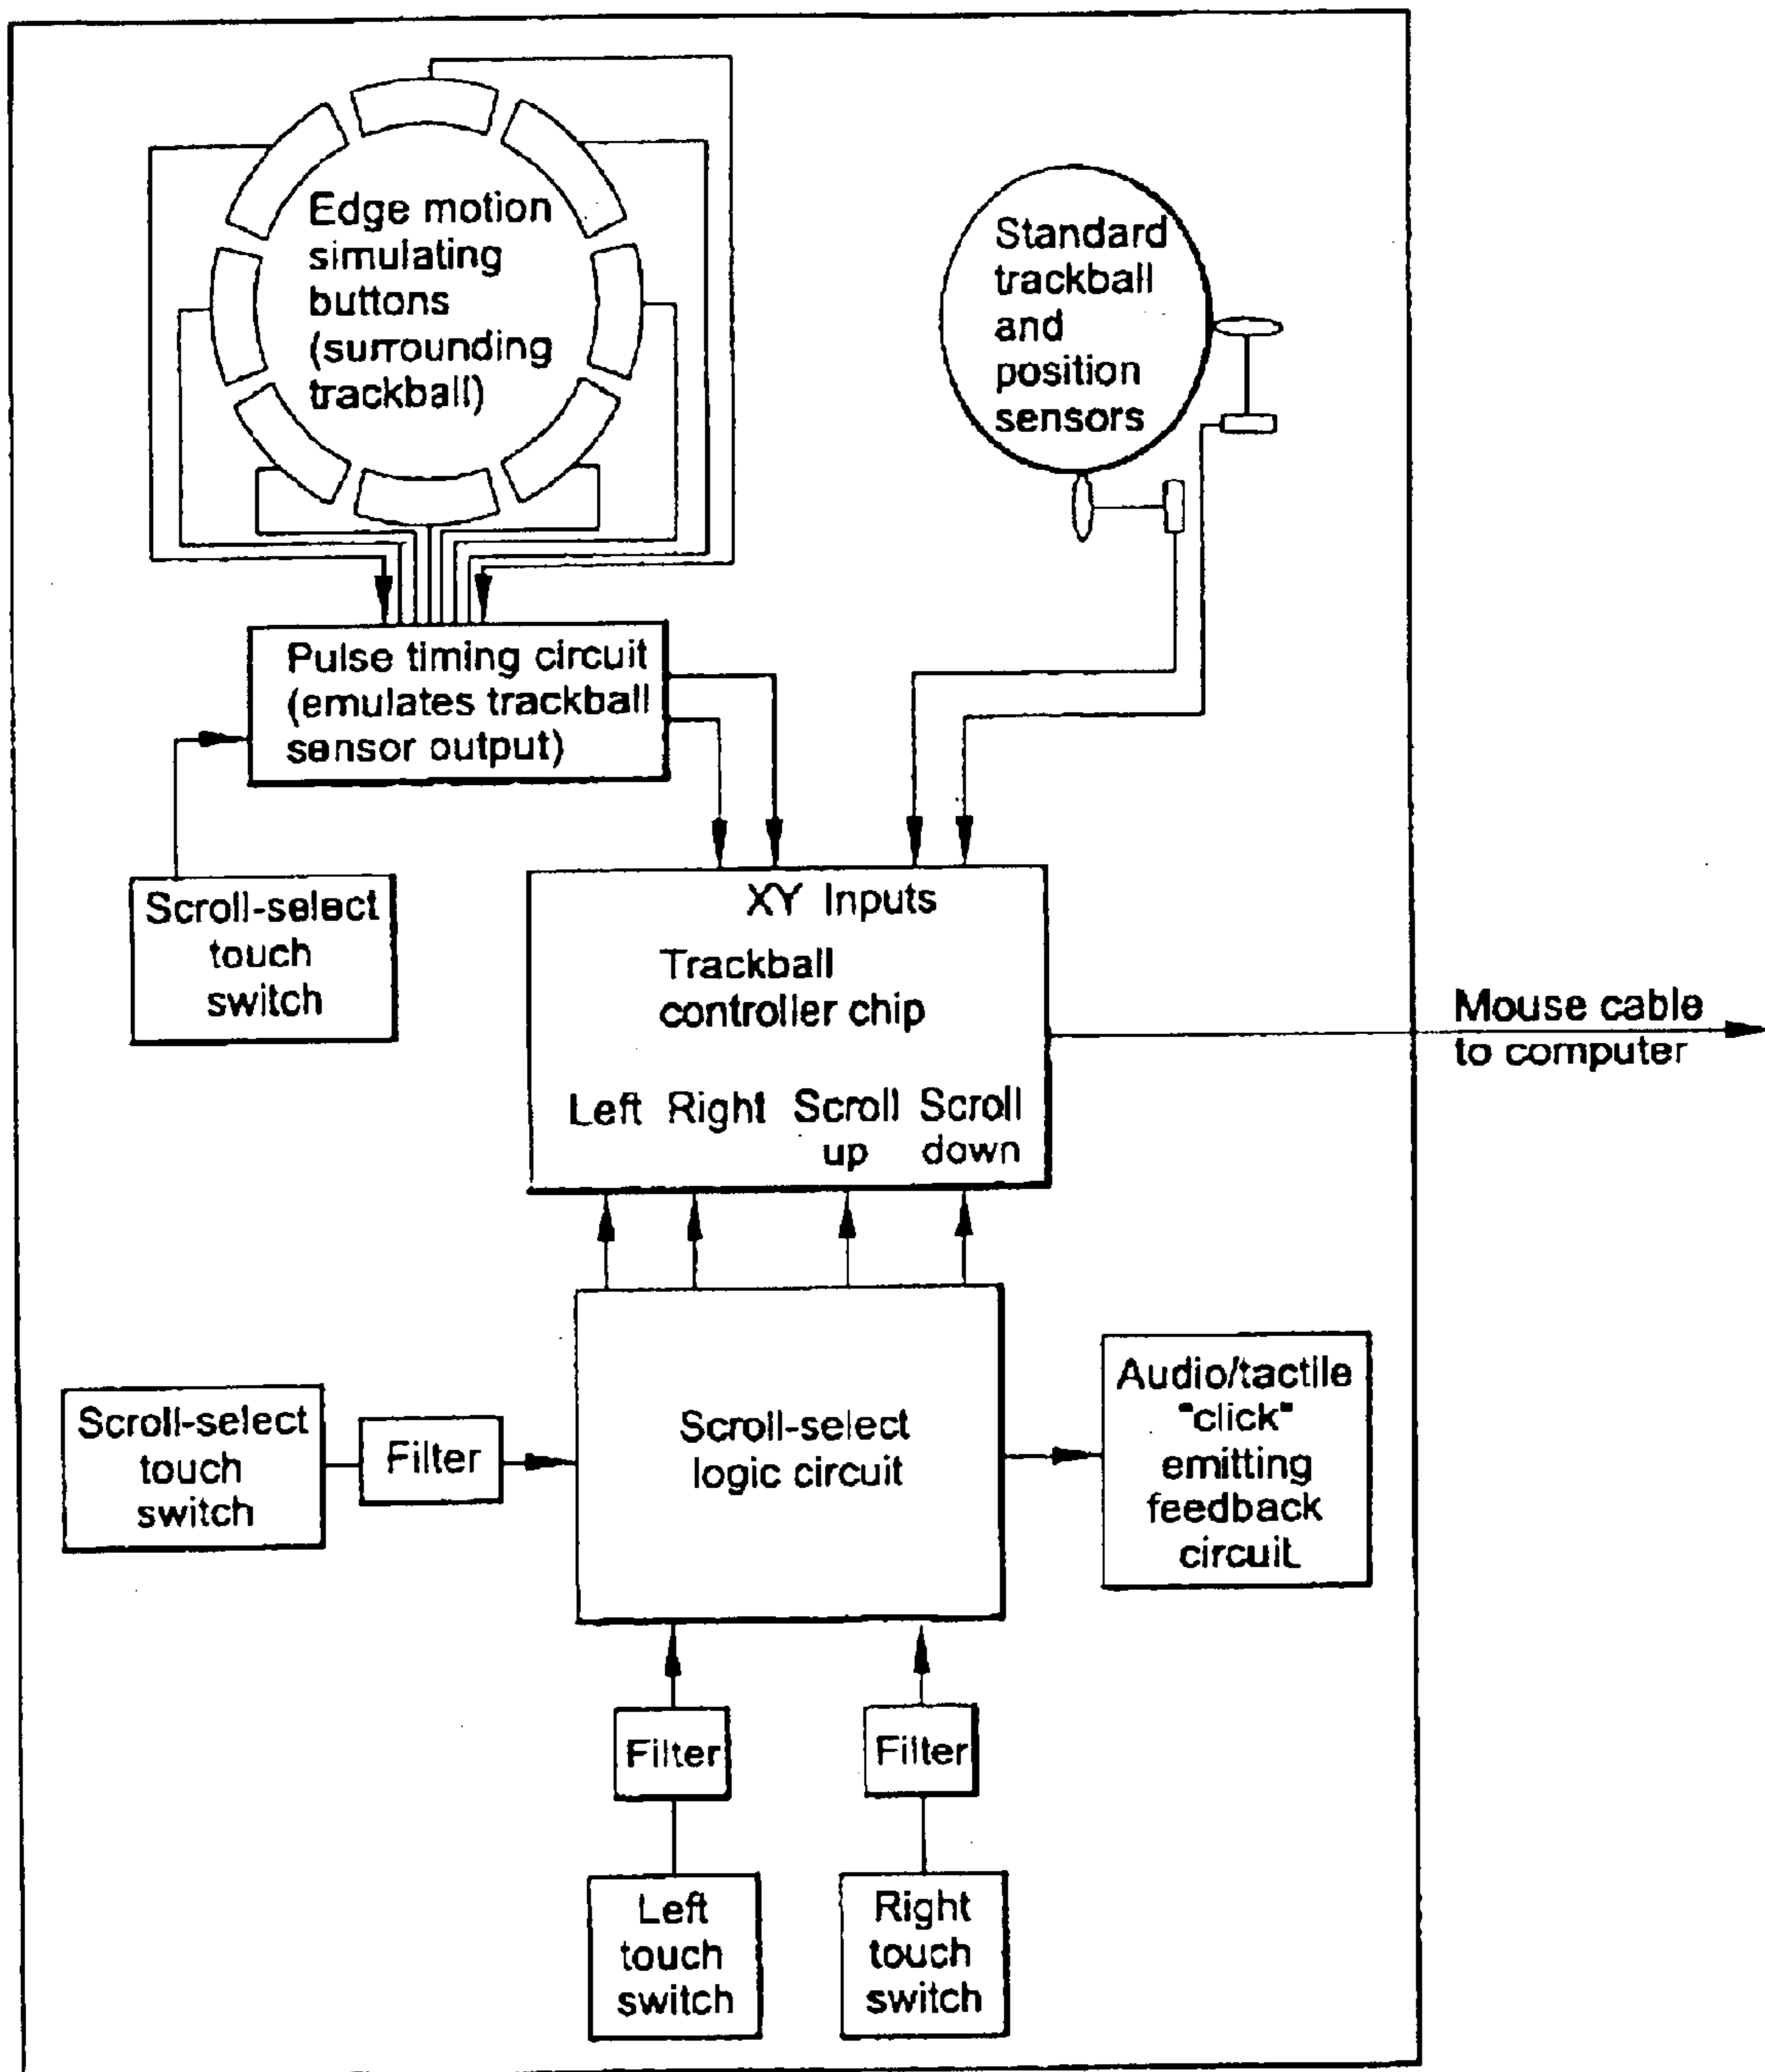 Edge motion
simulating
buttons
(surrounding
trackball)
Standard
trackball
and
position
sensors
Pulse timing circuit
(emulates trackball
sensor output)
Scroll-select
touch
switch
XY Inputs
Trackball
controller chip
Left Right Scroll up Scroll down
Mouse cable
to computer
Scroll-select
touch
switch
Filter
Scroll-select
logic circuit
Audio/tactile
"click"
emitting
feedback
circuit.
Filter
Filter
Left
touch
switch
Right
touch
switch